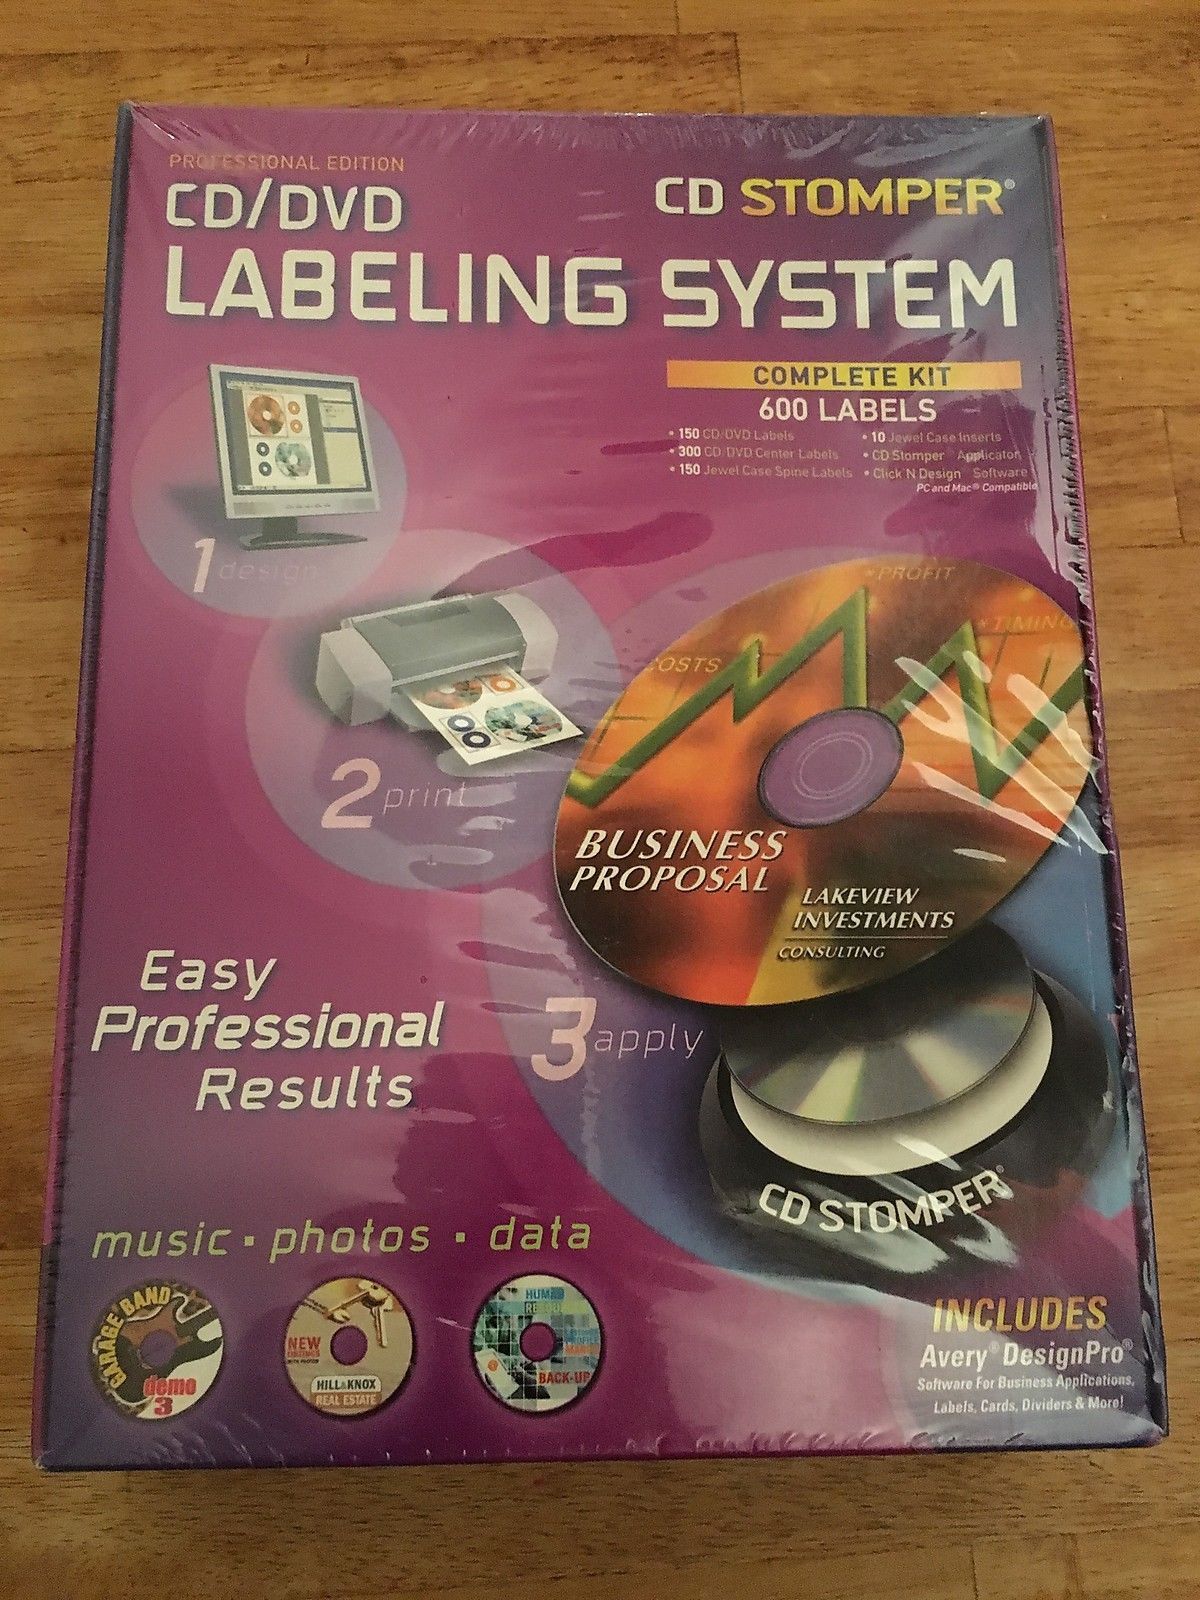 PROFESSIONAL EDITION
CD/DVD
CD STOMPER®
LABELING SYSTEM
COMPLETE KIT
600 LABELS
• 150 CD/DVD Labels
• 300 CD/DVD Center Labels
• 150 Jewel Case Spine Labels
• 10 Jewel Case Inserts
• CD Stomper Applicator
• Click'N Design Software
PC and Mac® Compatible
1 design
2 print
PROFIT
TIMING
COSTS
BUSINESS
PROPOSAL
LAKEVIEW
INVESTMENTS
CONSULTING
3 apply
Easy
Professional
Results
CD STOMPER®
music · photos · data
GARAGE BAND
demo
3
NEW
HILL&KNOX
REAL ESTATE
HUMAN
BACK-UP
INCLUDES
Avery® DesignPro®
Software For Business Applications,
Labels, Cards, Dividers & More!